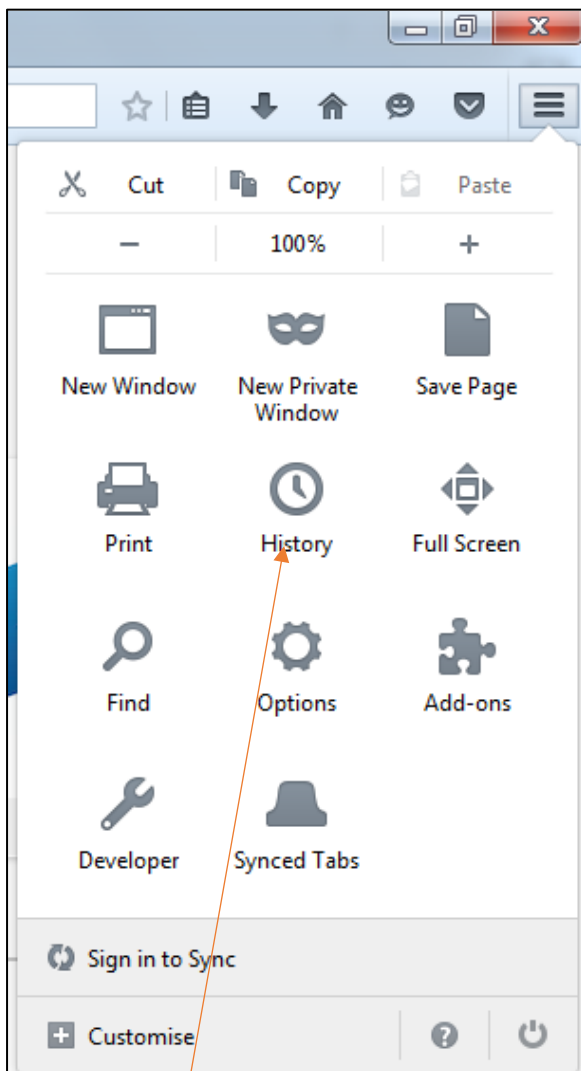 Cut Copy Paste
− 100% +
New Window New Private Window Save Page
Print History Full Screen
Find Options Add-ons
Developer Synced Tabs
Sign in to Sync
Customise